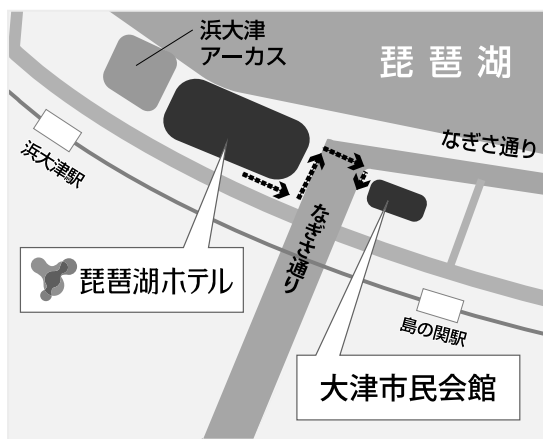 浜大津
アーカス
琵琶湖
なぎさ通り
浜大津駅
なぎさ通り
琵琶湖ホテル
島の関駅
大津市民会館